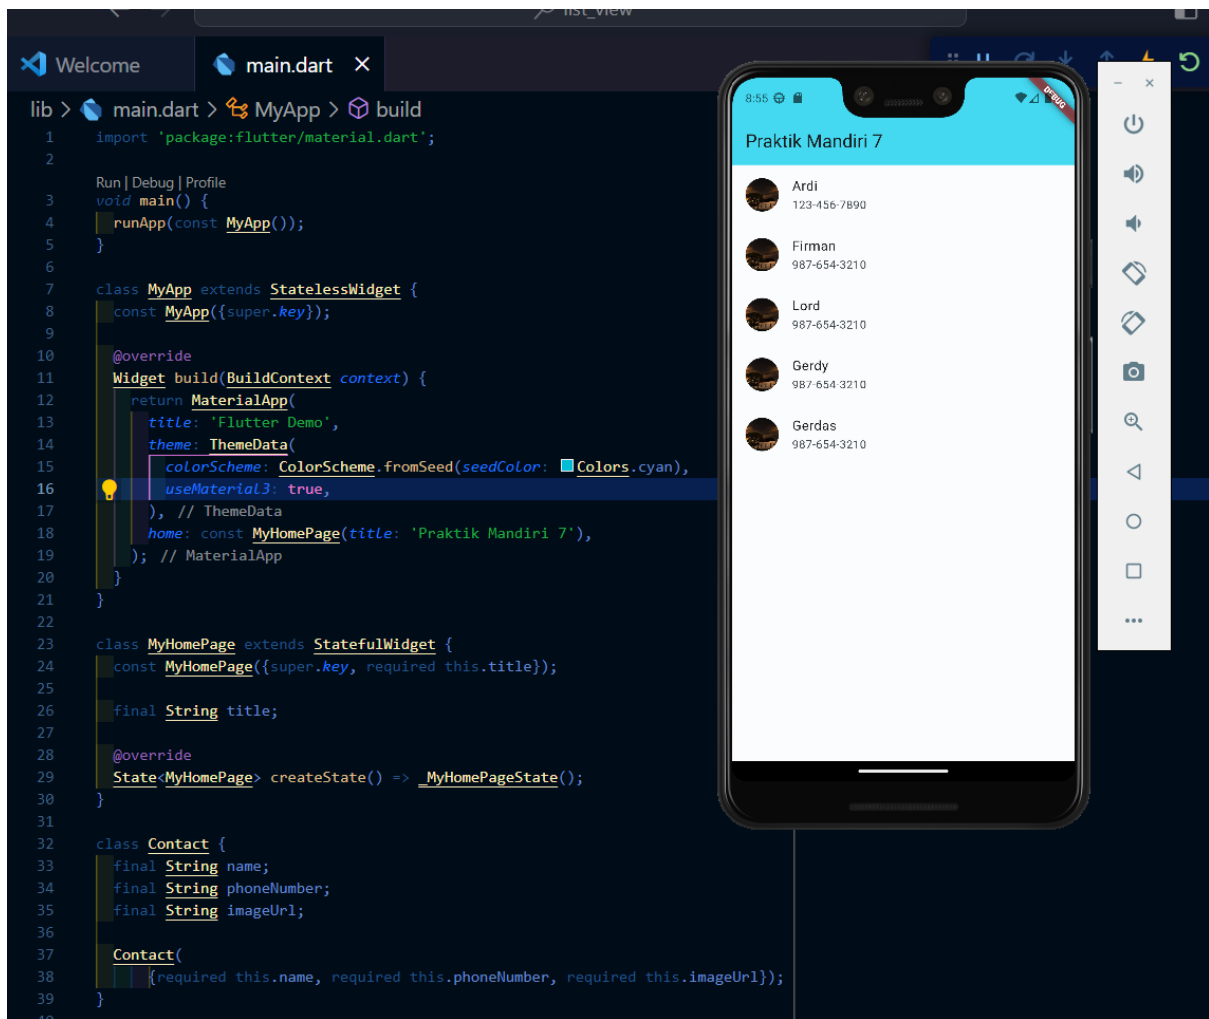 list_view
Welcome
main.dart
lib > main.dart > MyApp > build
1 import 'package:flutter/material.dart';
2
Run | Debug | Profile
3 void main() {
4 runApp(const MyApp());
5 }
6
7 class MyApp extends StatelessWidget {
8 const MyApp({super.key});
9
10 @override
11 Widget build(BuildContext context) {
12 return MaterialApp(
13 title: 'Flutter Demo',
14 theme: ThemeData(
15 colorScheme: ColorScheme.fromSeed(seedColor: Colors.cyan),
16 useMaterial3: true,
17 ), // ThemeData
18 home: const MyHomePage(title: 'Praktik Mandiri 7'),
19 ); // MaterialApp
20 }
21 }
22
23 class MyHomePage extends StatefulWidget {
24 const MyHomePage({super.key, required this.title});
25
26 final String title;
27
28 @override
29 State<MyHomePage> createState() => _MyHomePageState();
30 }
31
32 class Contact {
33 final String name;
34 final String phoneNumber;
35 final String imageUrl;
36
37 Contact(
38 {required this.name, required this.phoneNumber, required this.imageUrl});
39 }
8:55
DEBUG
Praktik Mandiri 7
Ardi
123-456-7890
Firman
987-654-3210
Lord
987-654-3210
Gerdy
987-654-3210
Gerdas
987-654-3210